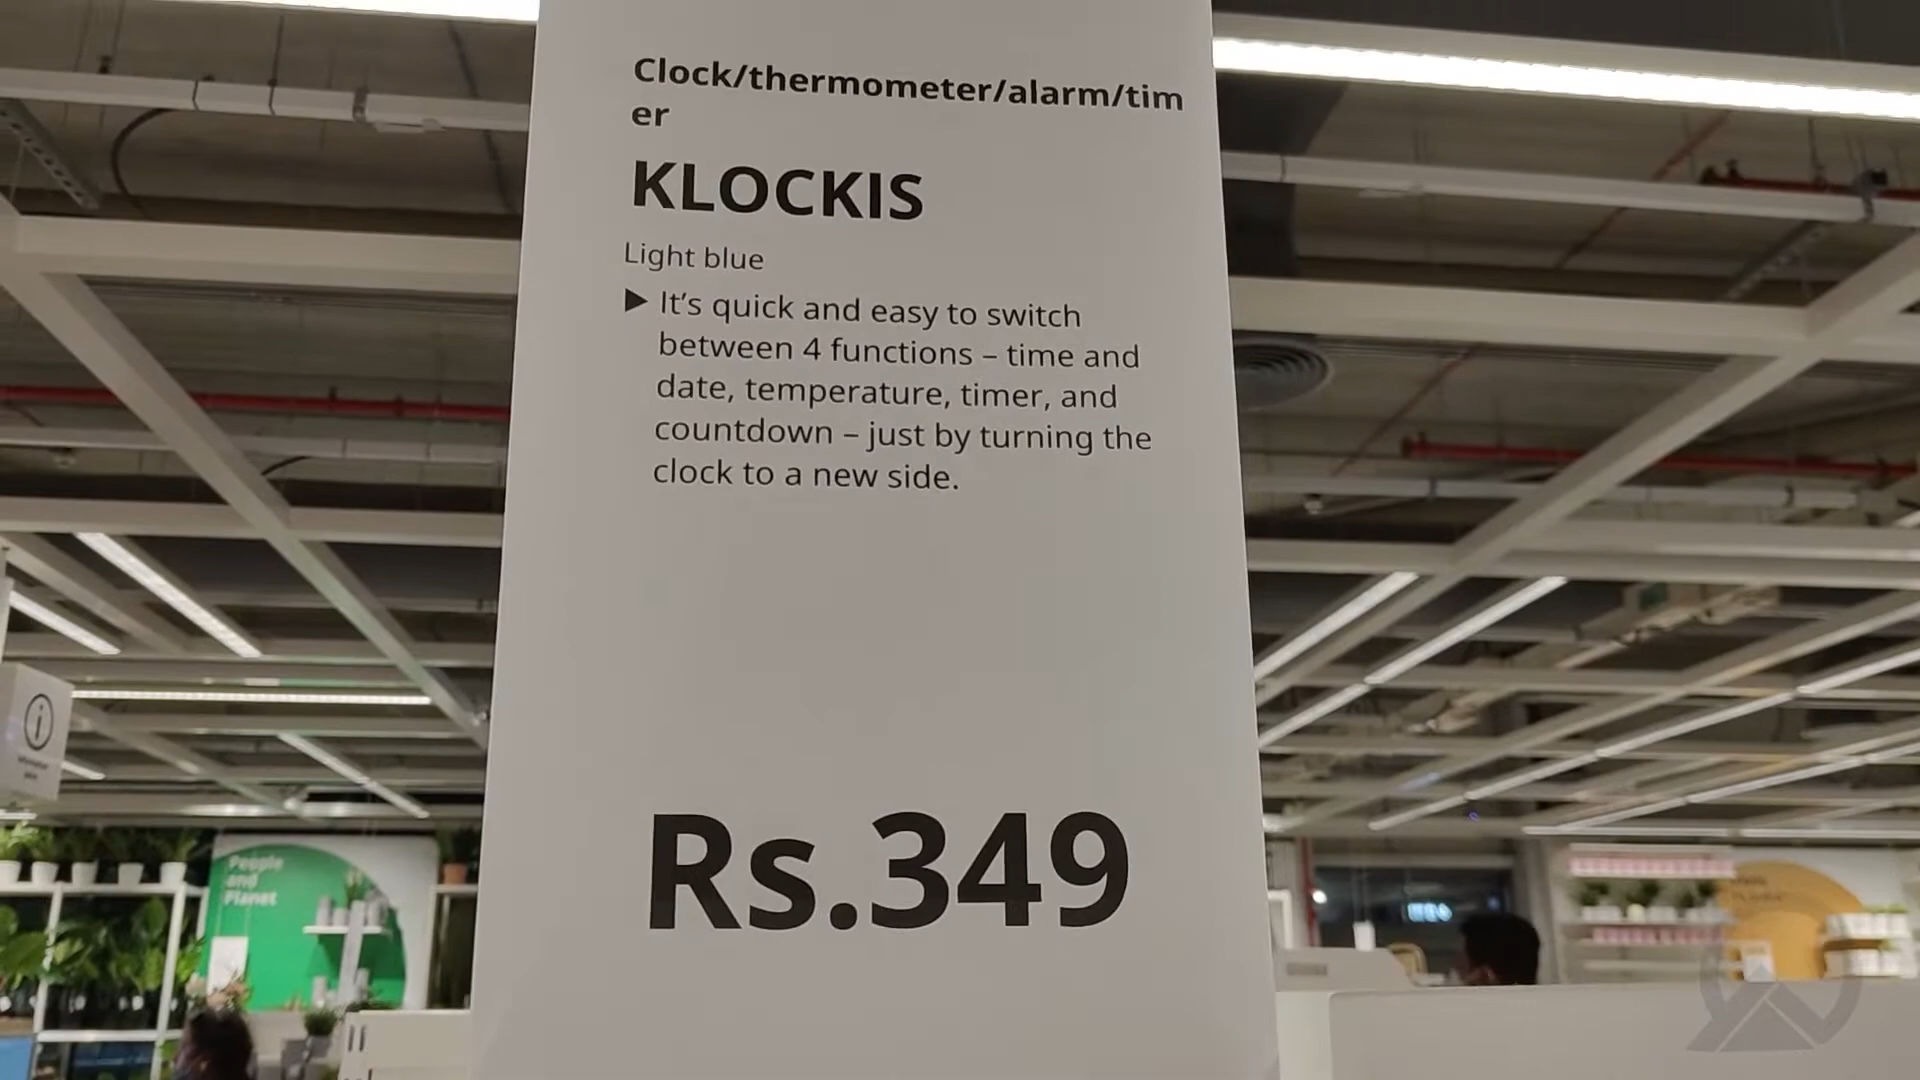 Clock/thermometer/alarm/tim
er
KLOCKIS
Light blue
▶ It’s quick and easy to switch
between 4 functions – time and
date, temperature, timer, and
countdown – just by turning the
clock to a new side.
Rs.349
i
People
and
Planet